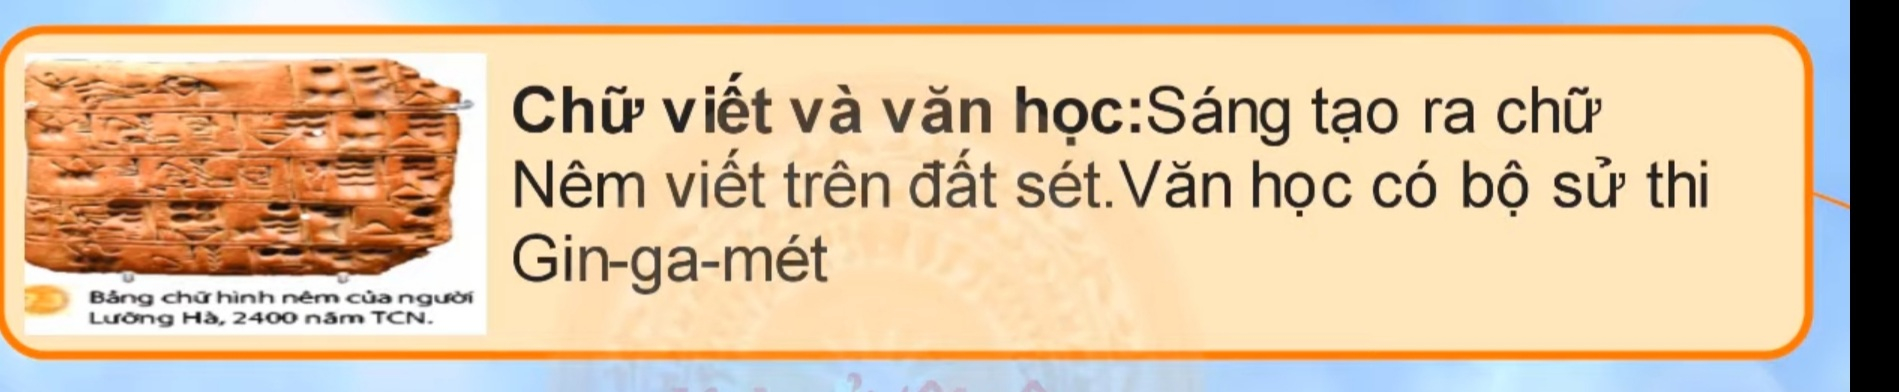 Chữ viết và văn học:Sáng tạo ra chữ
Nêm viết trên đất sét.Văn học có bộ sử thi
Gin-ga-mét
Bảng chữ hình nêm của người
Lưỡng Hà, 2400 năm TCN.